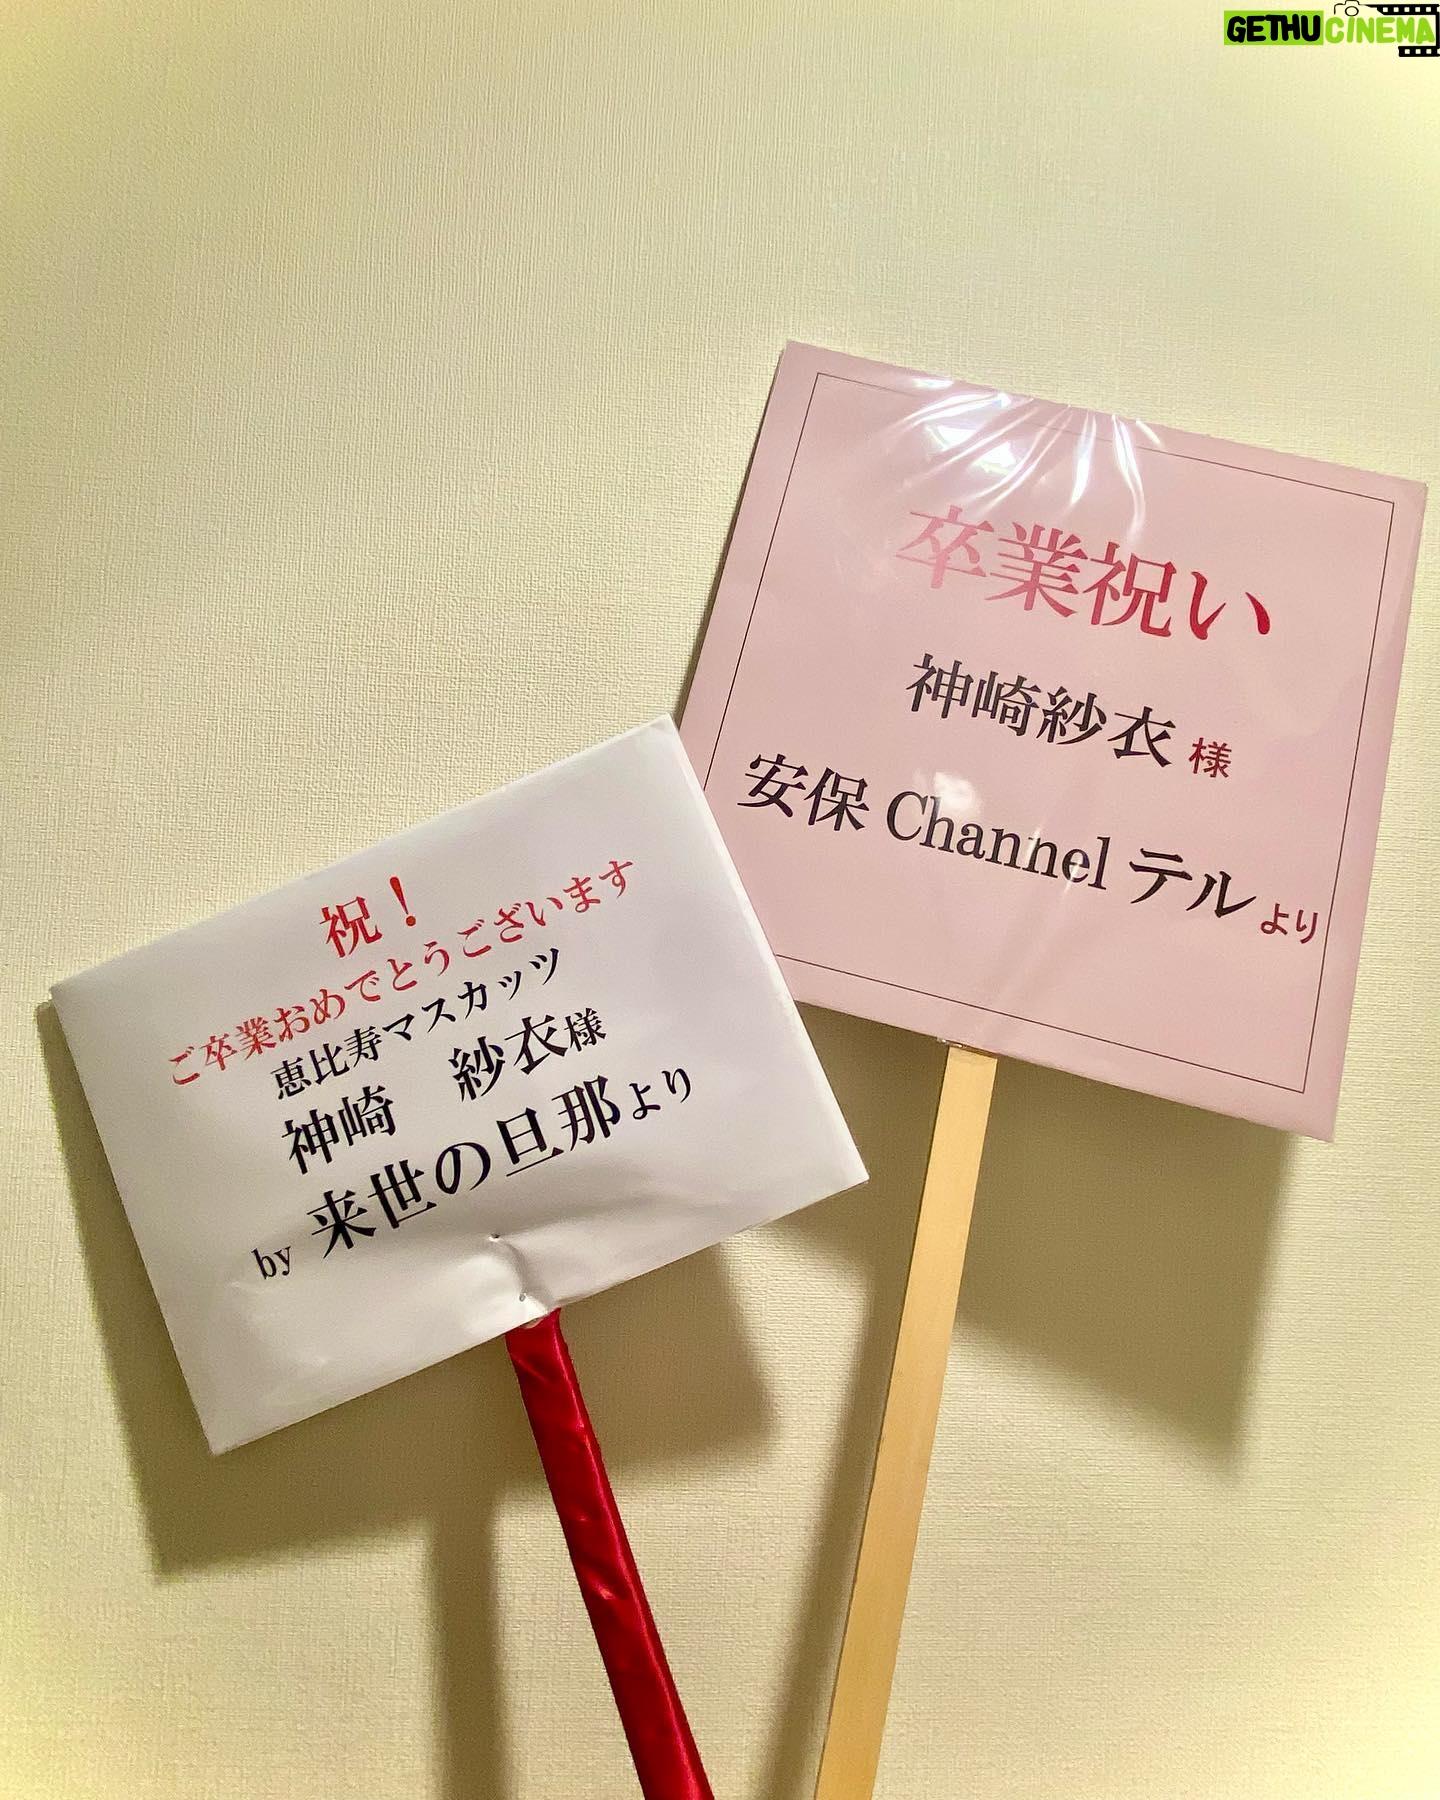 GETHUCINEMA
卒業祝い
神崎紗衣様
安保 Channel テルより
祝！
ご卒業おめでとうございます
恵比寿マスカッツ
神崎　紗衣様
by 来世の旦那より